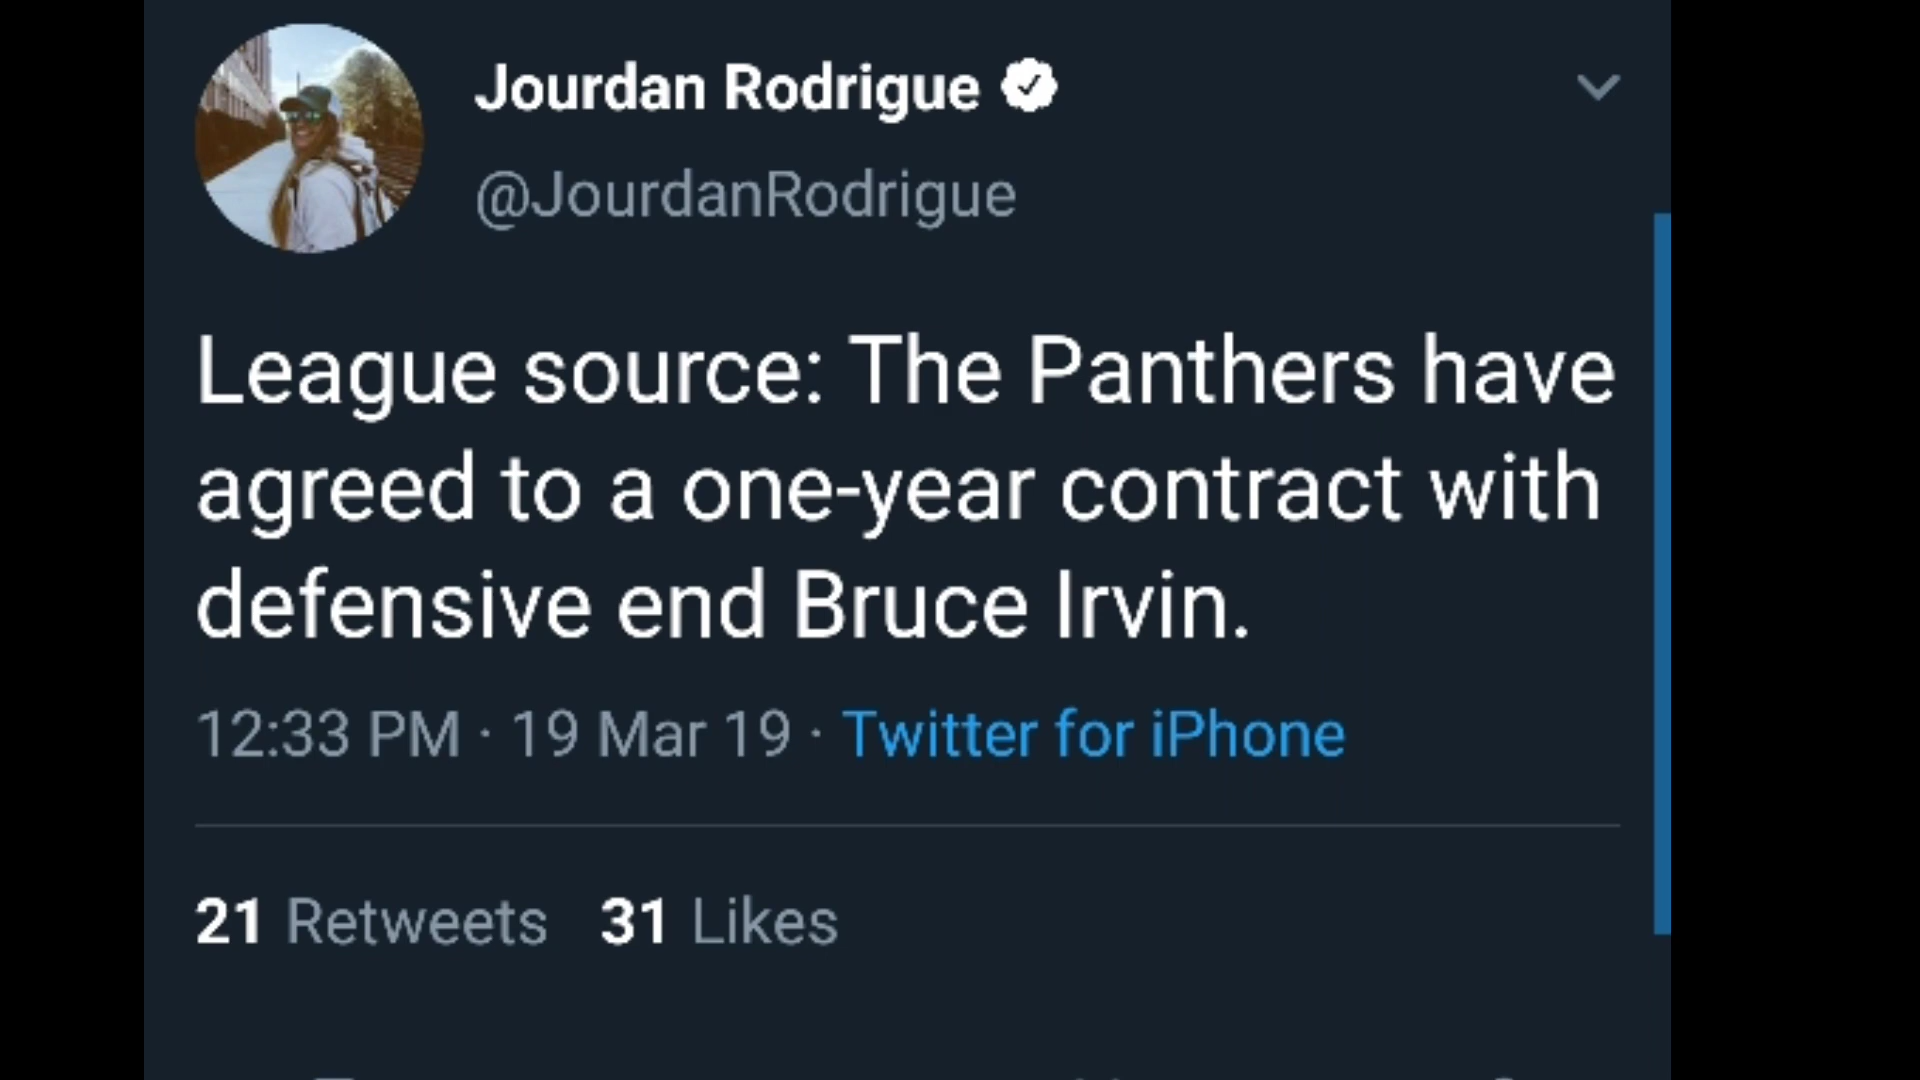 Jourdan Rodrigue
@JourdanRodrigue
League source: The Panthers have
agreed to a one-year contract with
defensive end Bruce Irvin.
12:33 PM · 19 Mar 19 · Twitter for iPhone
21 Retweets 31 Likes